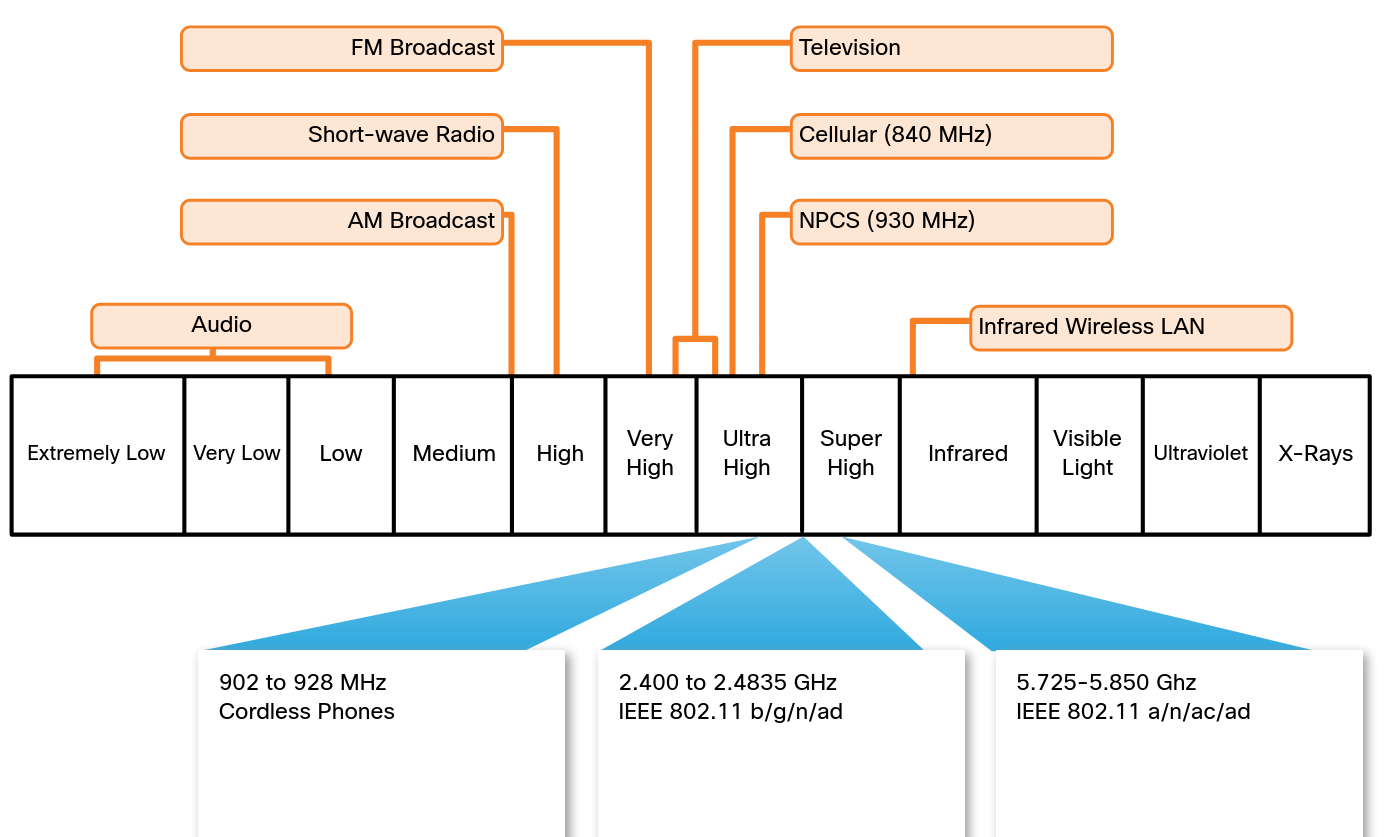 FM Broadcast
Television
Short-wave Radio
Cellular (840 MHz)
AM Broadcast
NPCS (930 MHz)
Audio
Infrared Wireless LAN
Extremely Low
Very Low
Low
Medium
High
Very
High
Ultra
High
Super
High
Infrared
Visible
Light
Ultraviolet
X-Rays
902 to 928 MHz
Cordless Phones
2.400 to 2.4835 GHz
IEEE 802.11 b/g/n/ad
5.725-5.850 Ghz
IEEE 802.11 a/n/ac/ad